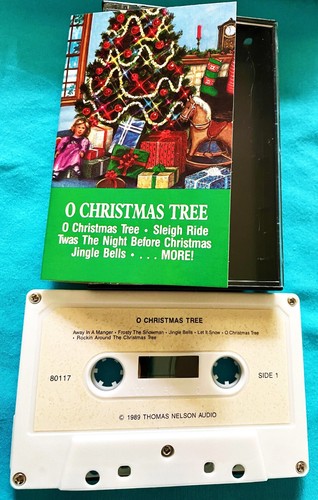 O CHRISTMAS TREE
O Christmas Tree • Sleigh Ride
Twas The Night Before Christmas
Jingle Bells • . . . MORE!
O CHRISTMAS TREE
Away In A Manger • Frosty The Snowman • Jingle Bells • Let It Snow • O Christmas Tree
• Rockin Around The Christmas Tree
80117
SIDE 1
© 1989 THOMAS NELSON AUDIO